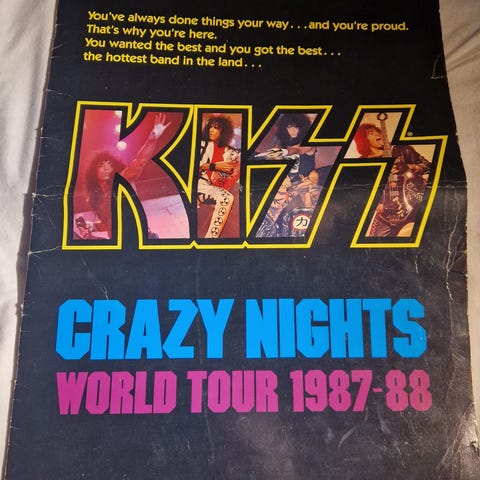 You've always done things your way...and you're proud.
That's why you're here.
You wanted the best and you got the best...
the hottest band in the land...
KISS®
力
CRAZY NIGHTS
WORLD TOUR 1987-88